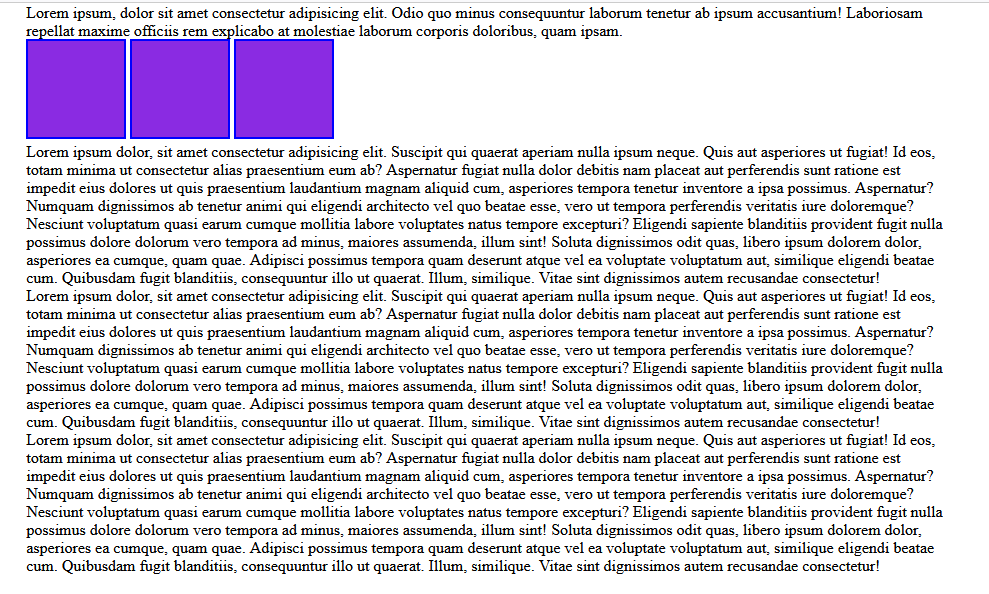 Lorem ipsum, dolor sit amet consectetur adipisicing elit. Odio quo minus consequuntur laborum tenetur ab ipsum accusantium! Laboriosam
repellat maxime officiis rem explicabo at molestiae laborum corporis doloribus, quam ipsam.
Lorem ipsum dolor, sit amet consectetur adipisicing elit. Suscipit qui quaerat aperiam nulla ipsum neque. Quis aut asperiores ut fugiat! Id eos,
totam minima ut consectetur alias praesentium eum ab? Aspernatur fugiat nulla dolor debitis nam placeat aut perferendis sunt ratione est
impedit eius dolores ut quis praesentium laudantium magnam aliquid cum, asperiores tempora tenetur inventore a ipsa possimus. Aspernatur?
Numquam dignissimos ab tenetur animi qui eligendi architecto vel quo beatae esse, vero ut tempora perferendis veritatis iure doloremque?
Nesciunt voluptatum quasi earum cumque mollitia labore voluptates natus tempore excepturi? Eligendi sapiente blanditiis provident fugit nulla
possimus dolore dolorum vero tempora ad minus, maiores assumenda, illum sint! Soluta dignissimos odit quas, libero ipsum dolorem dolor,
asperiores ea cumque, quam quae. Adipisci possimus tempora quam deserunt atque vel ea voluptate voluptatum aut, similique eligendi beatae
cum. Quibusdam fugit blanditiis, consequuntur illo ut quaerat. Illum, similique. Vitae sint dignissimos autem recusandae consectetur!
Lorem ipsum dolor, sit amet consectetur adipisicing elit. Suscipit qui quaerat aperiam nulla ipsum neque. Quis aut asperiores ut fugiat! Id eos,
totam minima ut consectetur alias praesentium eum ab? Aspernatur fugiat nulla dolor debitis nam placeat aut perferendis sunt ratione est
impedit eius dolores ut quis praesentium laudantium magnam aliquid cum, asperiores tempora tenetur inventore a ipsa possimus. Aspernatur?
Numquam dignissimos ab tenetur animi qui eligendi architecto vel quo beatae esse, vero ut tempora perferendis veritatis iure doloremque?
Nesciunt voluptatum quasi earum cumque mollitia labore voluptates natus tempore excepturi? Eligendi sapiente blanditiis provident fugit nulla
possimus dolore dolorum vero tempora ad minus, maiores assumenda, illum sint! Soluta dignissimos odit quas, libero ipsum dolorem dolor,
asperiores ea cumque, quam quae. Adipisci possimus tempora quam deserunt atque vel ea voluptate voluptatum aut, similique eligendi beatae
cum. Quibusdam fugit blanditiis, consequuntur illo ut quaerat. Illum, similique. Vitae sint dignissimos autem recusandae consectetur!
Lorem ipsum dolor, sit amet consectetur adipisicing elit. Suscipit qui quaerat aperiam nulla ipsum neque. Quis aut asperiores ut fugiat! Id eos,
totam minima ut consectetur alias praesentium eum ab? Aspernatur fugiat nulla dolor debitis nam placeat aut perferendis sunt ratione est
impedit eius dolores ut quis praesentium laudantium magnam aliquid cum, asperiores tempora tenetur inventore a ipsa possimus. Aspernatur?
Numquam dignissimos ab tenetur animi qui eligendi architecto vel quo beatae esse, vero ut tempora perferendis veritatis iure doloremque?
Nesciunt voluptatum quasi earum cumque mollitia labore voluptates natus tempore excepturi? Eligendi sapiente blanditiis provident fugit nulla
possimus dolore dolorum vero tempora ad minus, maiores assumenda, illum sint! Soluta dignissimos odit quas, libero ipsum dolorem dolor,
asperiores ea cumque, quam quae. Adipisci possimus tempora quam deserunt atque vel ea voluptate voluptatum aut, similique eligendi beatae
cum. Quibusdam fugit blanditiis, consequuntur illo ut quaerat. Illum, similique. Vitae sint dignissimos autem recusandae consectetur!